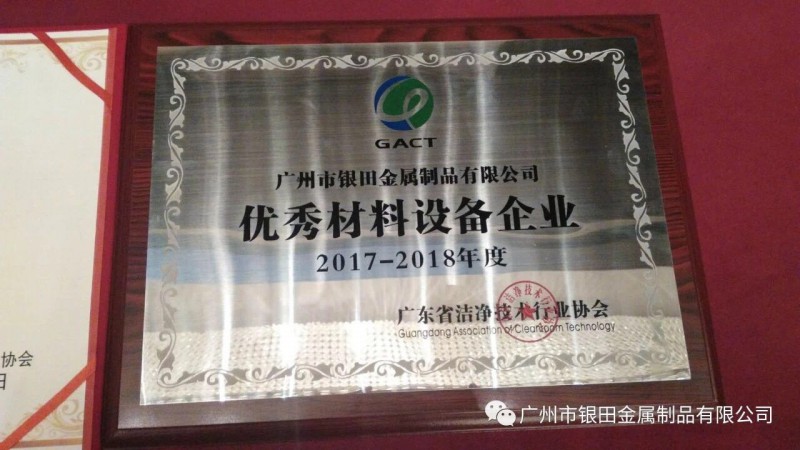 GACT
广州市银田金属制品有限公司
优秀材料设备企业
2017-2018年度
广东省洁净技术行业协会
Guangdong Association of Cleanroom Technology
协会
日
广州市银田金属制品有限公司